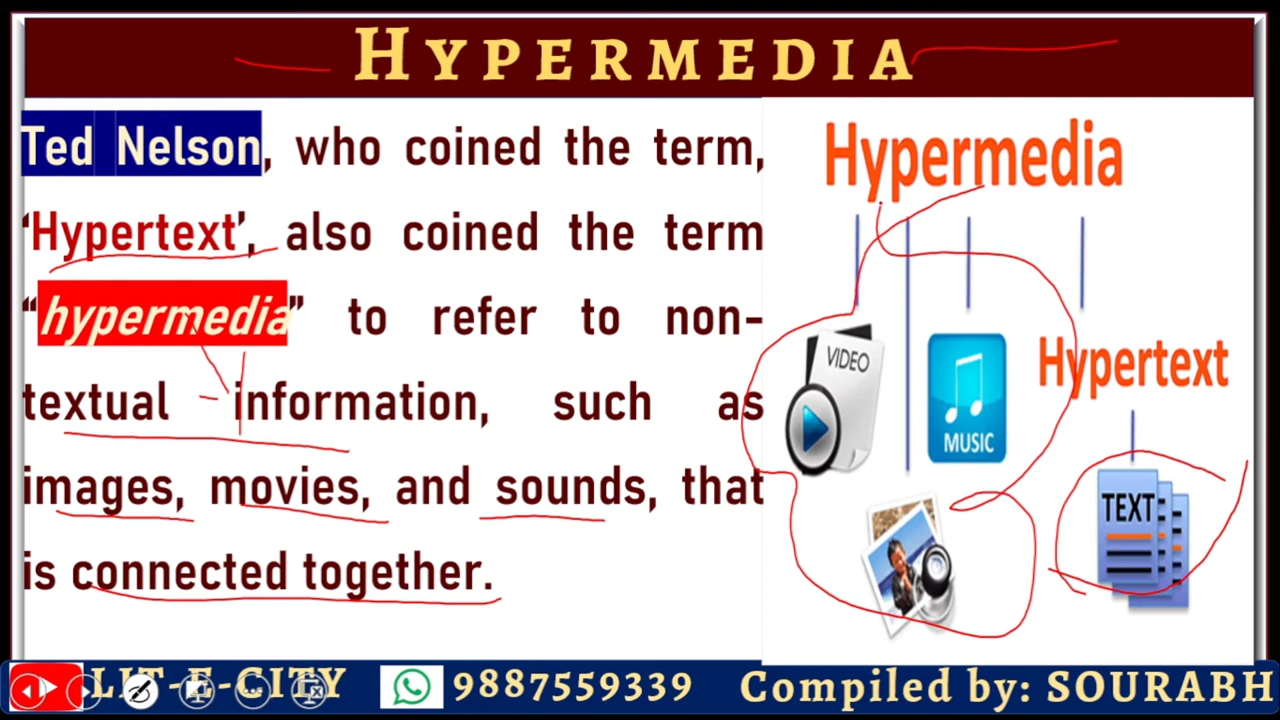 HYPERMEDIA
Ted Nelson, who coined the term,
‘Hypertext’, also coined the term
“hypermedia” to refer to non-
textual information, such as
images, movies, and sounds, that
is connected together.
Hypermedia
VIDEO
MUSIC
Hypertext
TEXT
LIT-E-CITY 9887559339 Compiled by: SOURABH